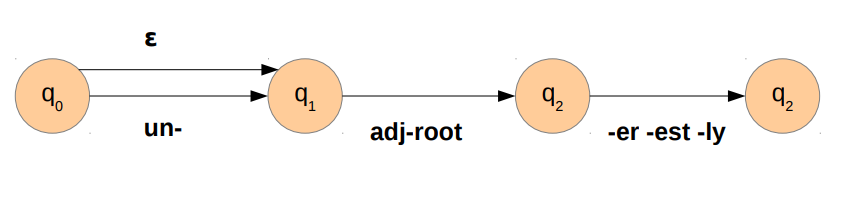 ε
q0 q1 q2 q2
un- adj-root -er -est -ly